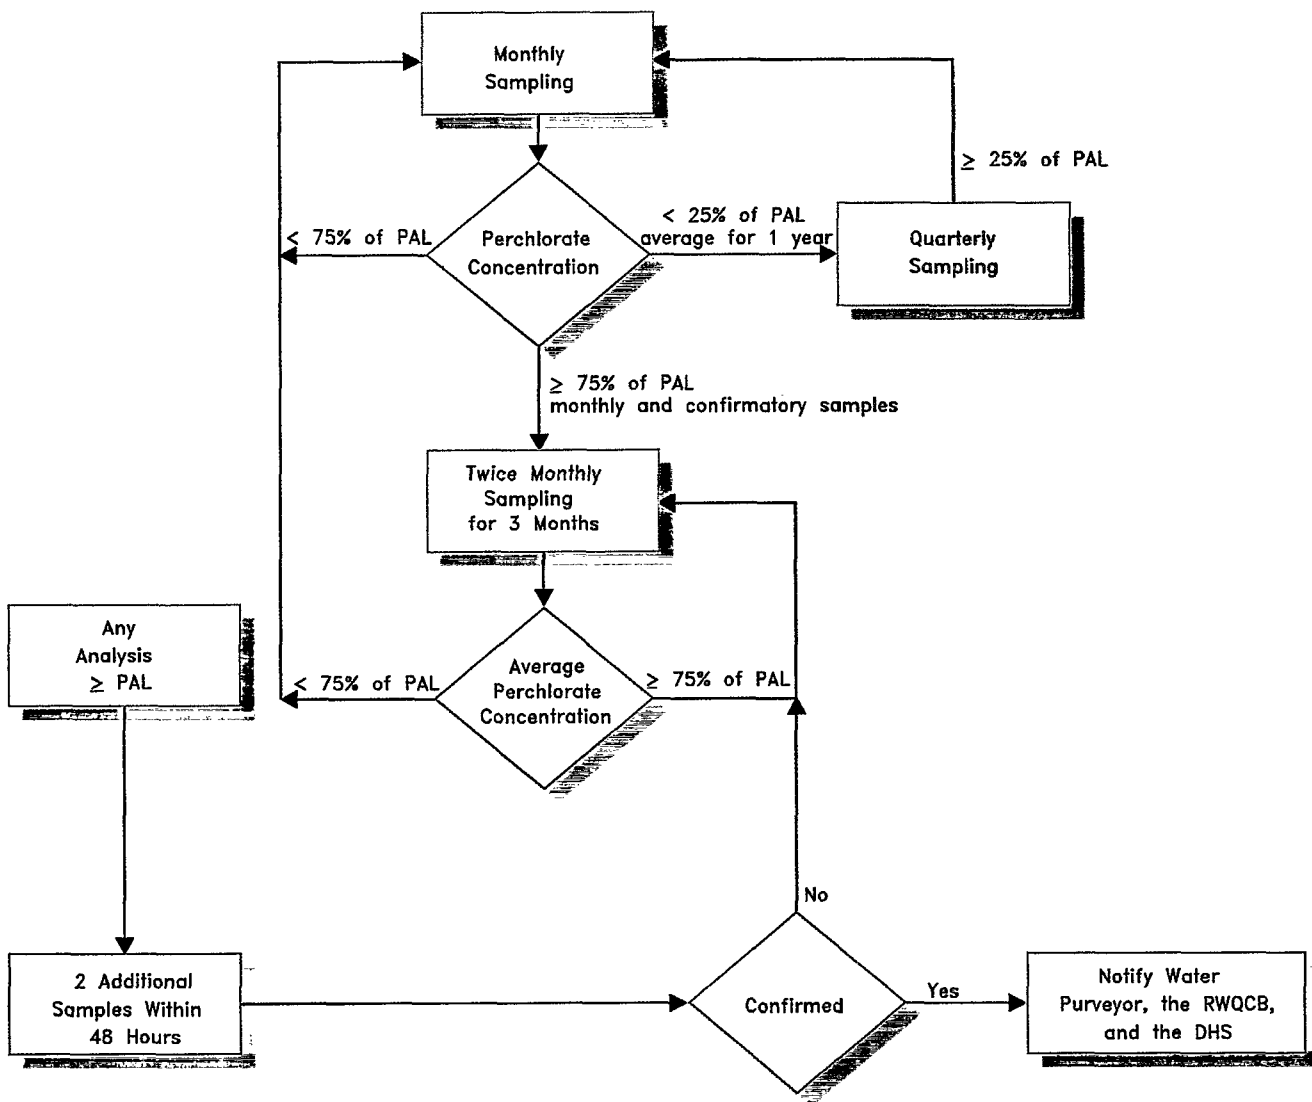 Monthly
Sampling
≥ 25% of PAL
< 25% of PAL
average for 1 year
< 75% of PAL
Perchlorate
Concentration
Quarterly
Sampling
≥ 75% of PAL
monthly and confirmatory samples
Twice Monthly
Sampling
for 3 Months
Any
Analysis
≥ PAL
< 75% of PAL
Average
Perchlorate
Concentration
≥ 75% of PAL
No
2 Additional
Samples Within
48 Hours
Confirmed
Yes
Notify Water
Purveyor, the RWQCB,
and the DHS